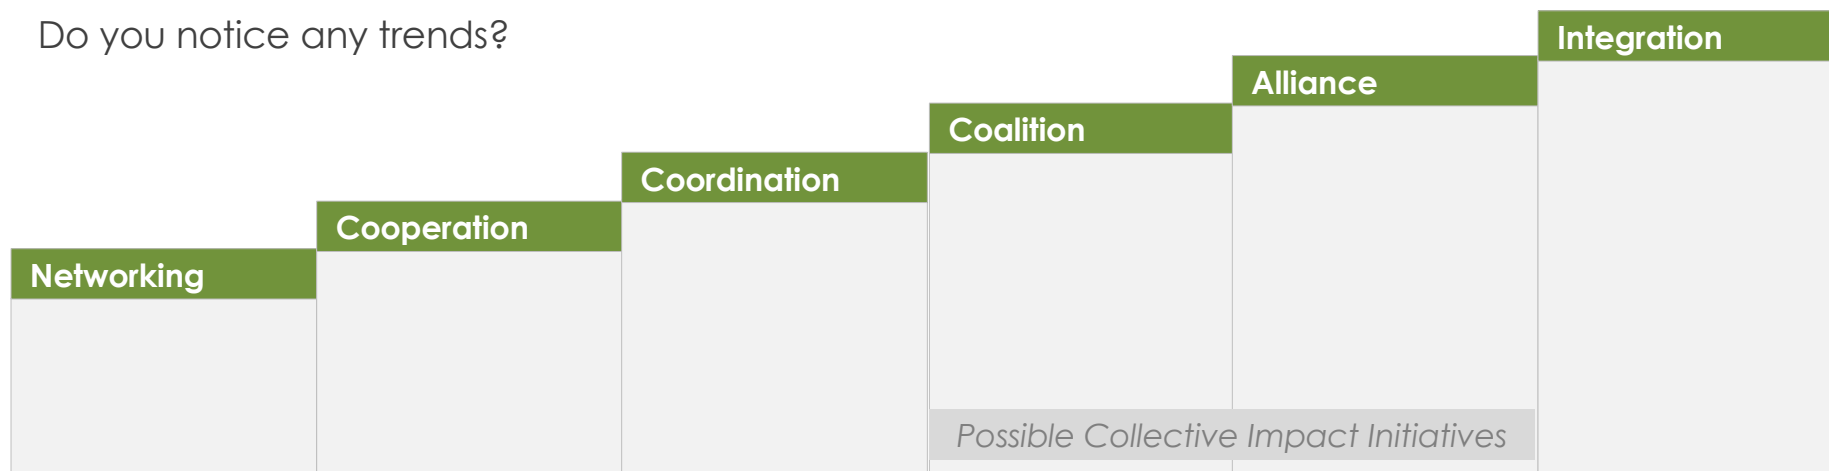 Do you notice any trends?
Networking
Cooperation
Coordination
Coalition
Alliance
Integration
Possible Collective Impact Initiatives